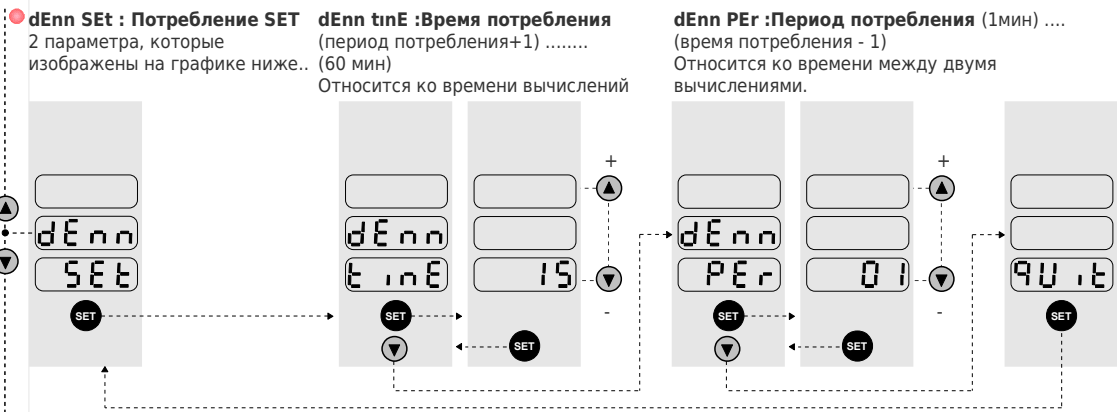 dEnn SEt : Потребление SET
2 параметра, которые
изображены на графике ниже..
dEnn tınE :Время потребления
(период потребления+1) ........
(60 мин)
Относится ко времени вычислений
dEnn PEr :Период потребления (1мин) ....
(время потребления - 1)
Относится ко времени между двумя
вычислениями.
+
+
dEnn
dEnn
dEnn
SEt
tınE
15
PEr
01
qUıt
-
-
SET
SET
SET
SET
SET
SET